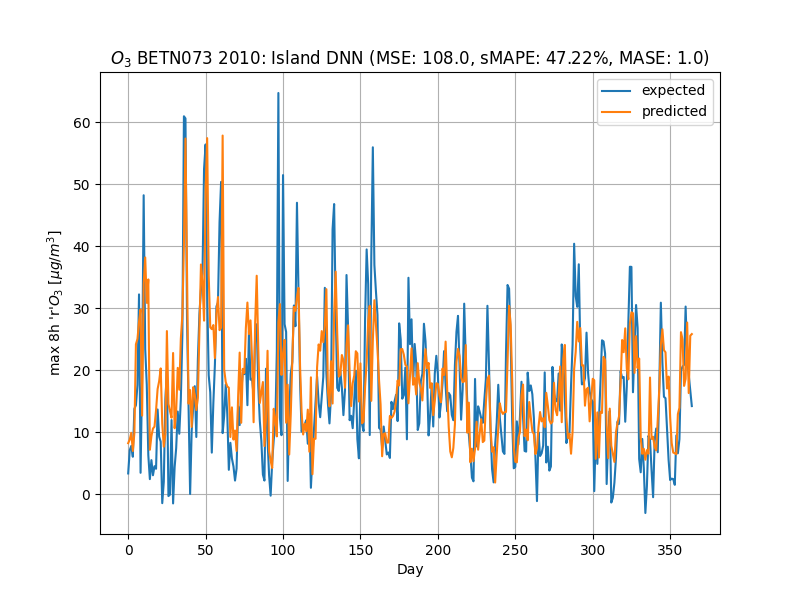 O3 BETN073 2010: Island DNN (MSE: 108.0, sMAPE: 47.22%, MASE: 1.0)
expected
predicted
60
50
40
30
20
10
0
max 8h 'r'O3 [μg/m3]
0 50 100 150 200 250 300 350
Day